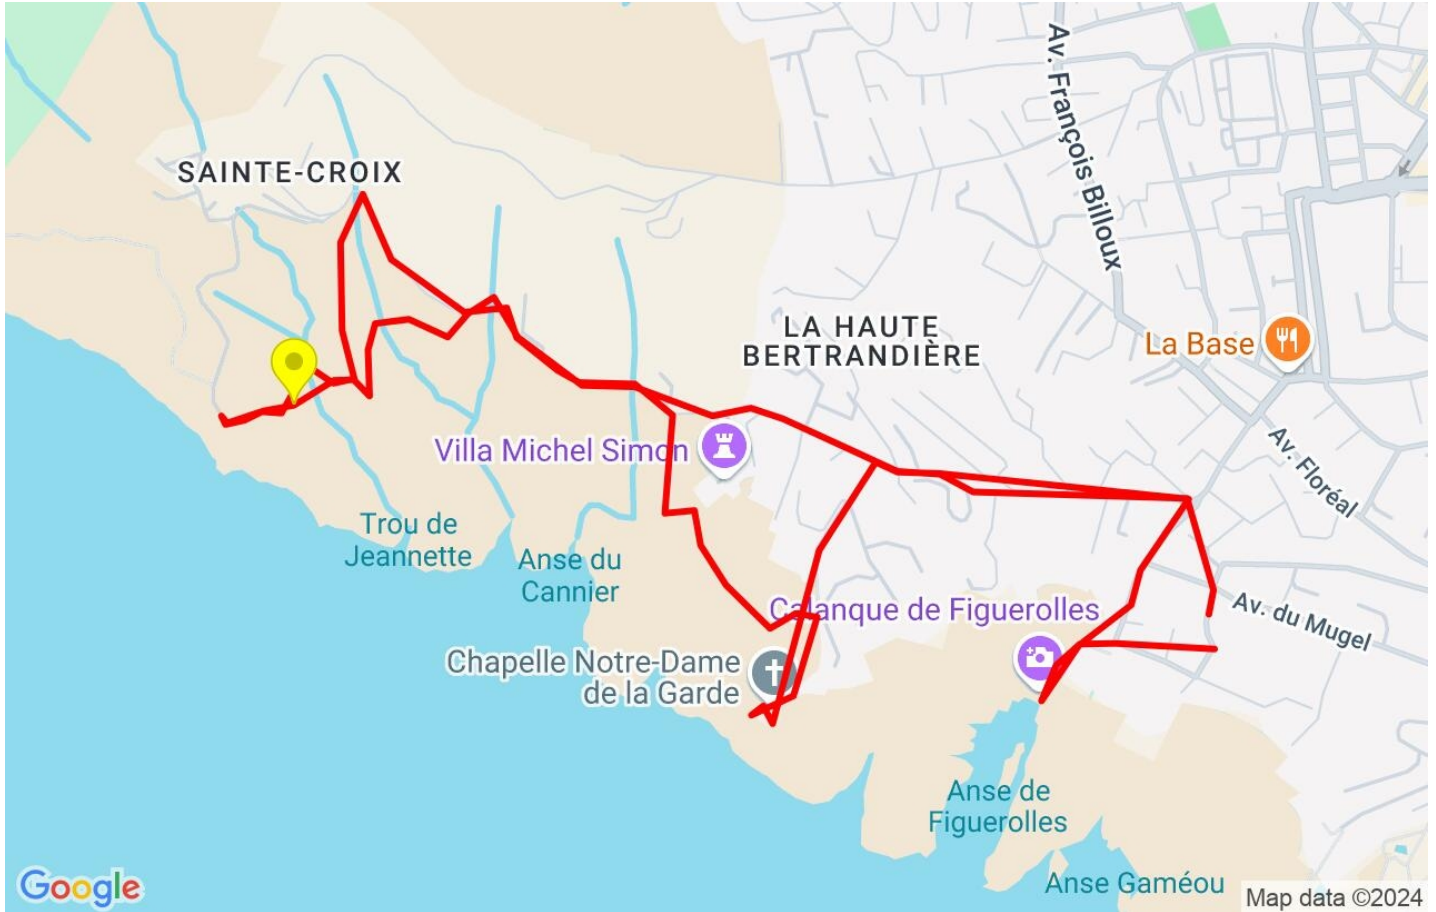 Av. François Billoux
SAINTE-CROIX
LA HAUTE
BERTRANDIÈRE
La Base
Av. Floréal
Villa Michel Simon
Trou de
Jeannette
Anse du
Cannier
Calanque de Figuerolles
Av. du Mugel
Chapelle Notre-Dame
de la Garde
Anse de
Figuerolles
Anse Gaméou
Google
Map data ©2024